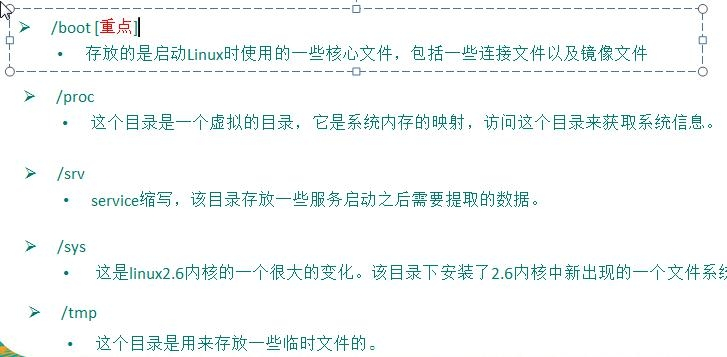 /boot [重点]
存放的是启动Linux时使用的一些核心文件，包括一些连接文件以及镜像文件
/proc
这个目录是一个虚拟的目录，它是系统内存的映射，访问这个目录来获取系统信息。
/srv
service缩写，该目录存放一些服务启动之后需要提取的数据。
/sys
这是linux2.6内核的一个很大的变化。该目录下安装了2.6内核中新出现的一个文件系统
/tmp
这个目录是用来存放一些临时文件的。